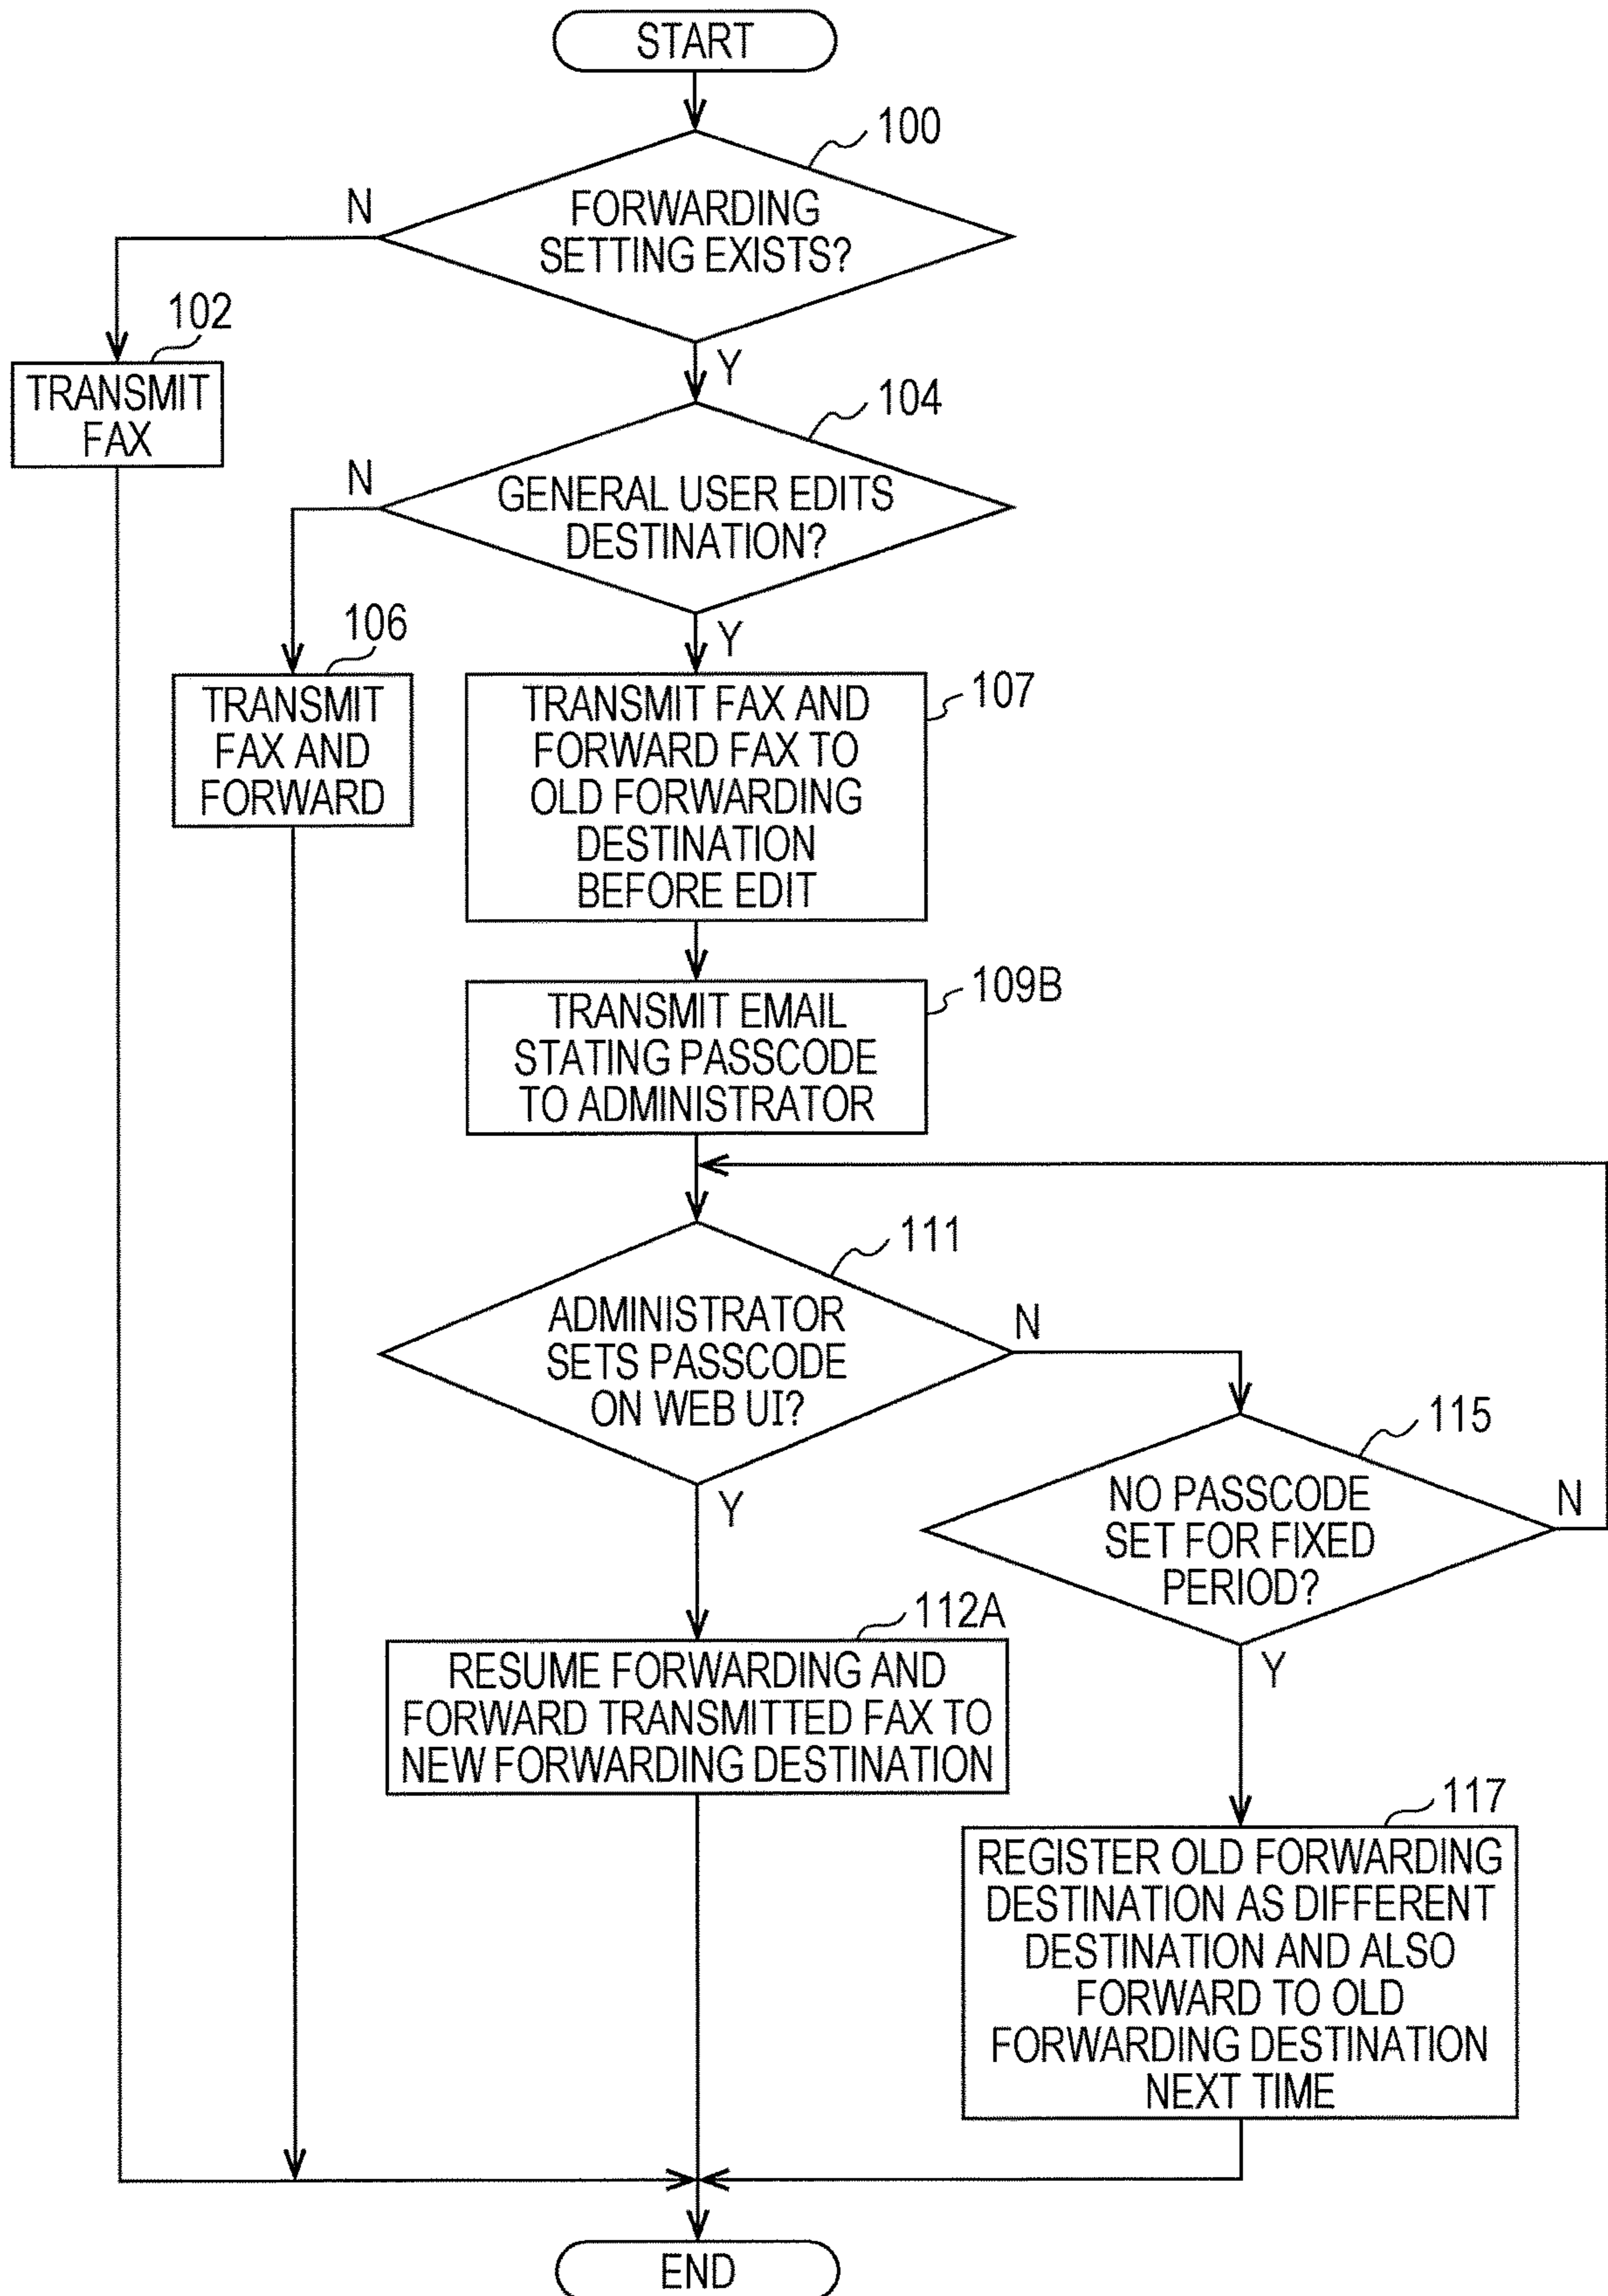 START
100
FORWARDING
SETTING EXISTS?
N
Y
102
TRANSMIT
FAX
104
GENERAL USER EDITS
DESTINATION?
N
Y
106
TRANSMIT
FAX AND
FORWARD
107
TRANSMIT FAX AND
FORWARD FAX TO
OLD FORWARDING
DESTINATION
BEFORE EDIT
109B
TRANSMIT EMAIL
STATING PASSCODE
TO ADMINISTRATOR
111
ADMINISTRATOR
SETS PASSCODE
ON WEB UI?
N
Y
115
NO PASSCODE
SET FOR FIXED
PERIOD?
N
Y
112A
RESUME FORWARDING AND
FORWARD TRANSMITTED FAX TO
NEW FORWARDING DESTINATION
117
REGISTER OLD FORWARDING
DESTINATION AS DIFFERENT
DESTINATION AND ALSO
FORWARD TO OLD
FORWARDING DESTINATION
NEXT TIME
END